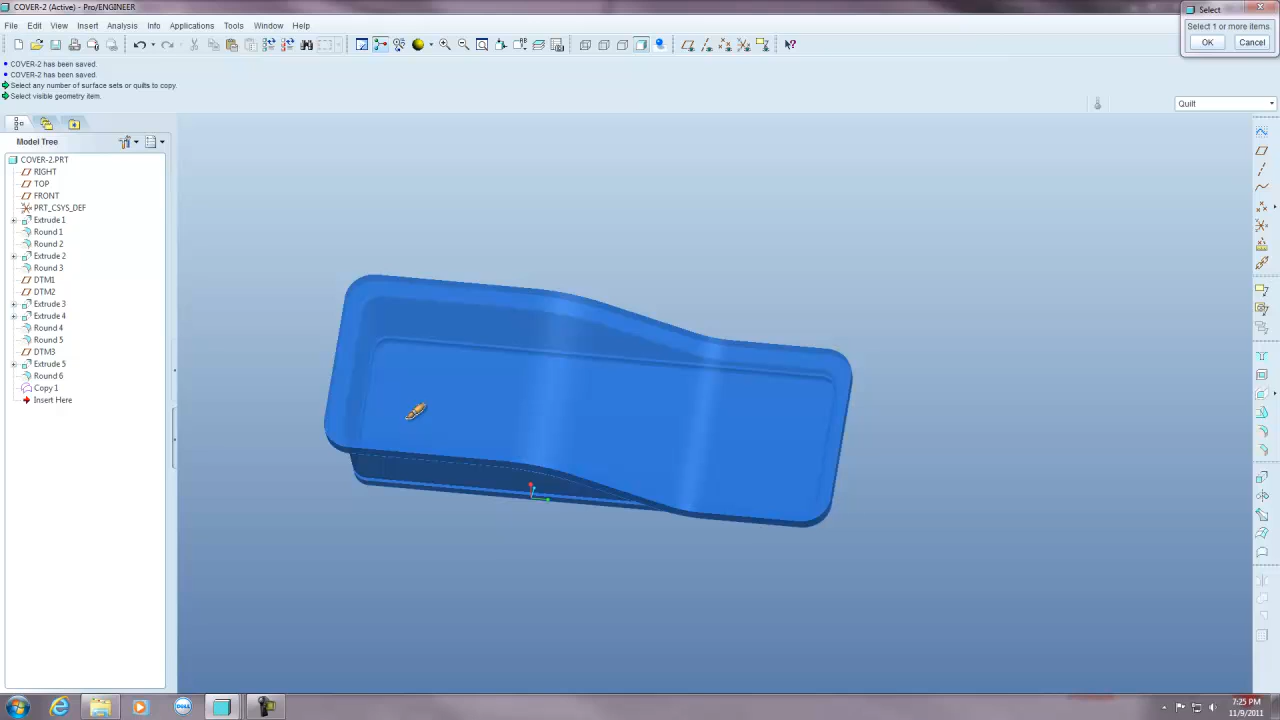 COVER-2 (Active) - Pro/ENGINEER
Select
File Edit View Insert Analysis Info Applications Tools Window Help
Select 1 or more items.
OK Cancel
COVER-2 has been saved.
COVER-2 has been saved.
Select any number of surface sets or quilts to copy.
Select visible geometry item.
Quilt
Model Tree
COVER-2.PRT
RIGHT
TOP
FRONT
PRT_CSYS_DEF
Extrude 1
Round 1
Round 2
Extrude 2
Round 3
DTM1
DTM2
Extrude 3
Extrude 4
Round 4
Round 5
DTM3
Extrude 5
Round 6
Copy 1
Insert Here
DELL
7:25 PM
11/9/2011